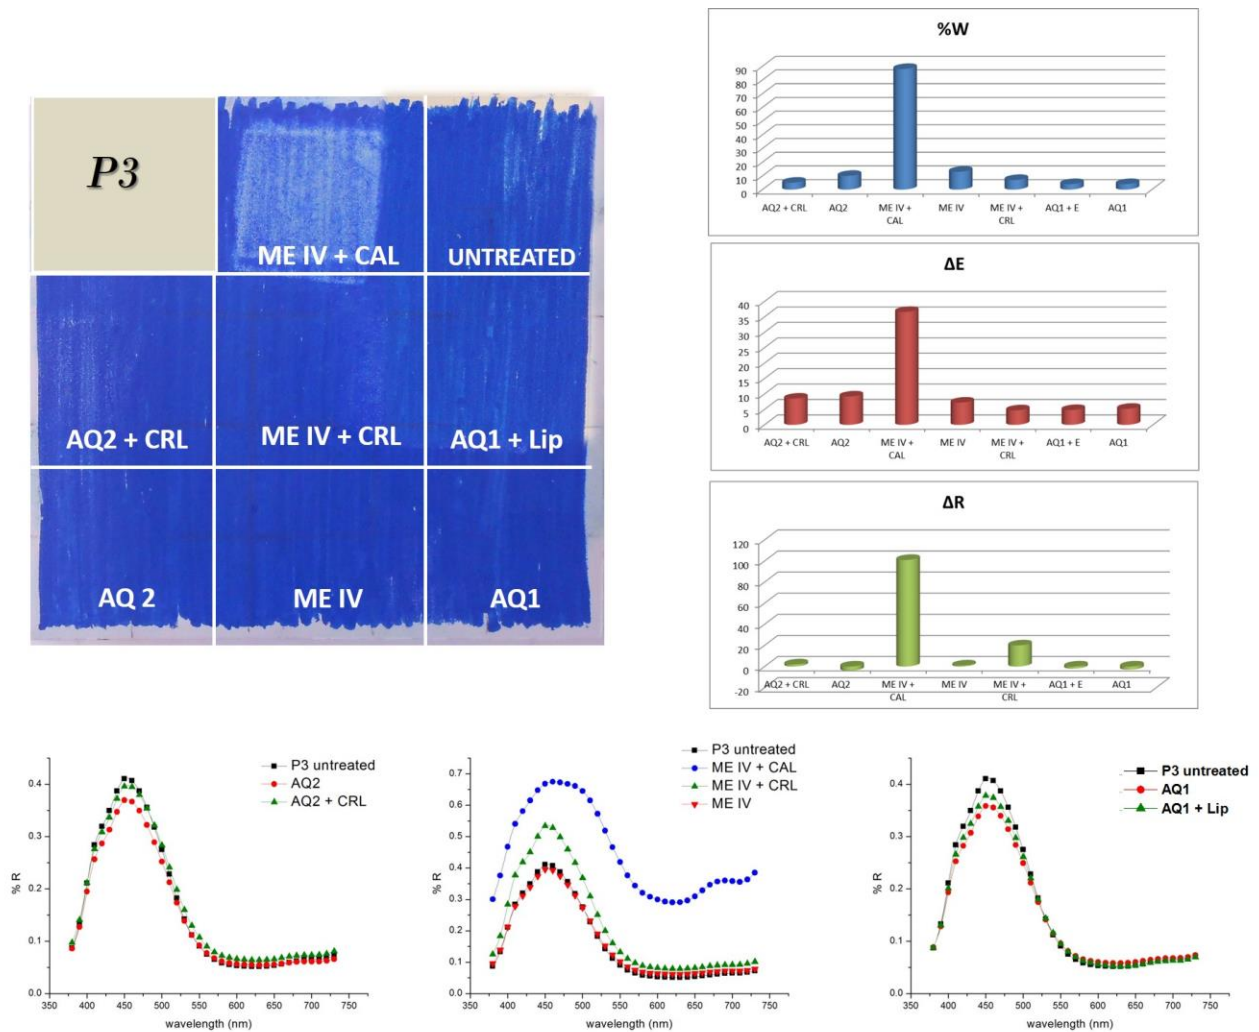 P3
ME IV + CAL
UNTREATED
AQ2 + CRL
ME IV + CRL
AQ1 + Lip
AQ 2
ME IV
AQ1
%W
90
80
70
60
50
40
30
20
10
0
AQ2 + CRL
AQ2
ME IV +
CAL
ME IV
ME IV +
CRL
AQ1 + E
AQ1
ΔE
40
35
30
25
20
15
10
5
0
AQ2 + CRL
AQ2
ME IV +
CAL
ME IV
ME IV +
CRL
AQ1 + E
AQ1
ΔR
120
100
80
60
40
20
0
-20
AQ2 + CRL
AQ2
ME IV +
CAL
ME IV
ME IV +
CRL
AQ1 + E
AQ1
P3 untreated
AQ2
AQ2 + CRL
% R
0.4
0.3
0.2
0.1
0.0
350 400 450 500 550 600 650 700 750
wavelength (nm)
P3 untreated
ME IV + CAL
ME IV + CRL
ME IV
% R
0.7
0.6
0.5
0.4
0.3
0.2
0.1
0.0
350 400 450 500 550 600 650 700 750
wavelength (nm)
P3 untreated
AQ1
AQ1 + Lip
% R
0.4
0.3
0.2
0.1
0.0
350 400 450 500 550 600 650 700 750
wavelength (nm)